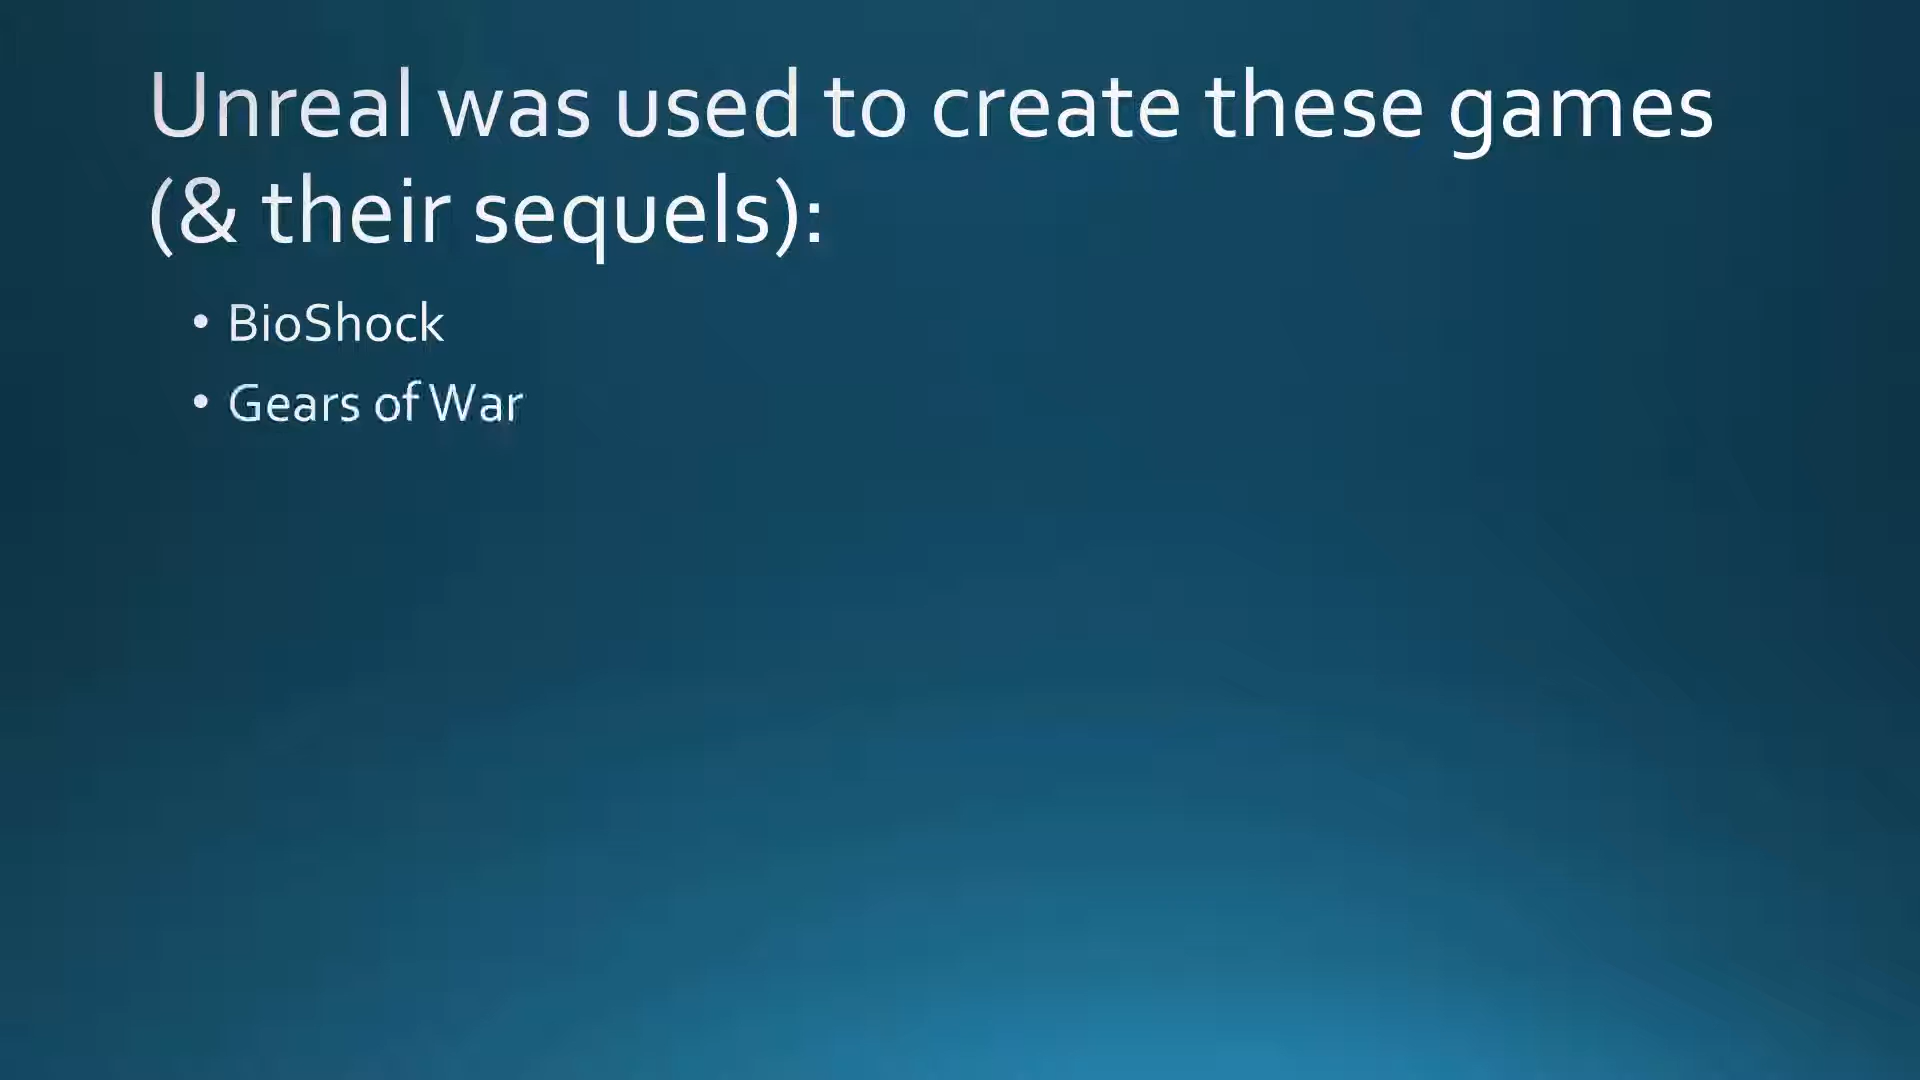 Unreal was used to create these games
(& their sequels):
• BioShock
• Gears of War